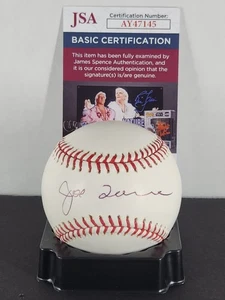 JSA
Certification Number:
AY47145
BASIC CERTIFICATION
This item has been fully examined by
James Spence Authentication, and
it is our considered opinion that the
signature(s) is/are genuine.
Joe